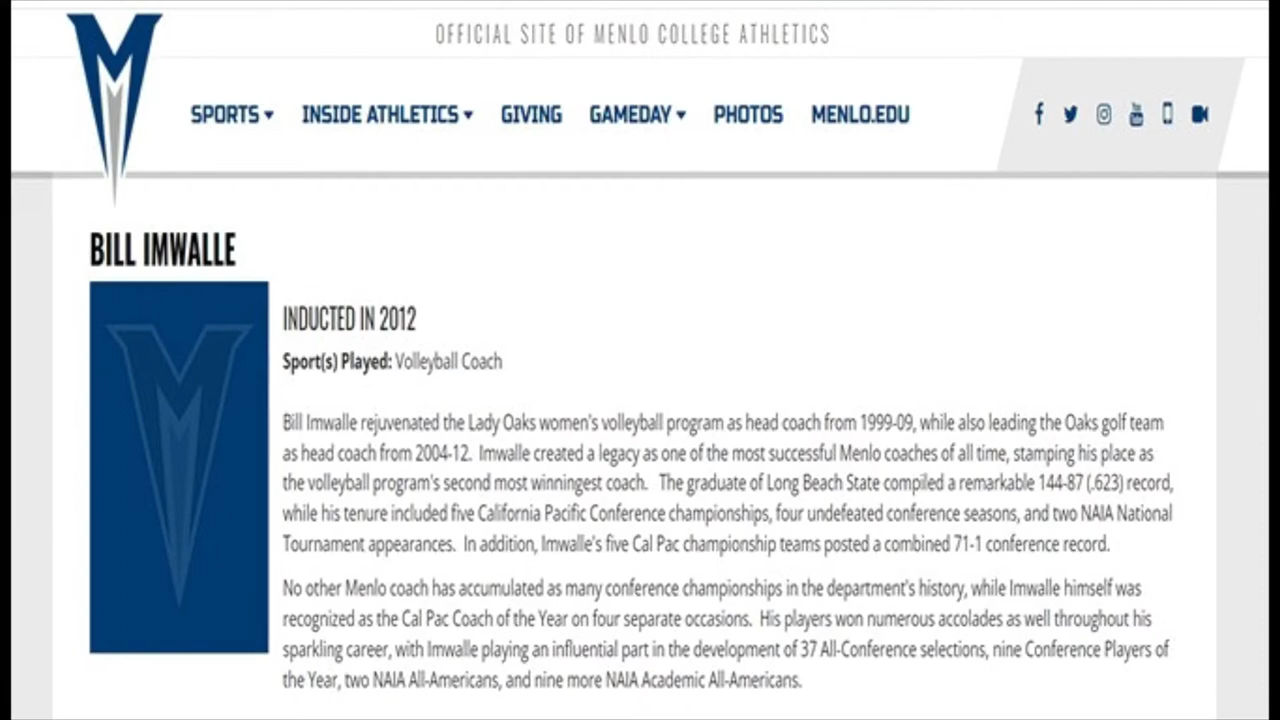 OFFICIAL SITE OF MENLO COLLEGE ATHLETICS
SPORTS INSIDE ATHLETICS GIVING GAMEDAY PHOTOS MENLO.EDU
BILL IMWALLE
INDUCTED IN 2012
Sport(s) Played: Volleyball Coach
Bill Imwalle rejuvenated the Lady Oaks women's volleyball program as head coach from 1999-09, while also leading the Oaks golf team
as head coach from 2004-12. Imwalle created a legacy as one of the most successful Menlo coaches of all time, stamping his place as
the volleyball program's second most winningest coach. The graduate of Long Beach State compiled a remarkable 144-87 (.623) record,
while his tenure included five California Pacific Conference championships, four undefeated conference seasons, and two NAIA National
Tournament appearances. In addition, Imwalle's five Cal Pac championship teams posted a combined 71-1 conference record.
No other Menlo coach has accumulated as many conference championships in the department's history, while Imwalle himself was
recognized as the Cal Pac Coach of the Year on four separate occasions. His players won numerous accolades as well throughout his
sparkling career, with Imwalle playing an influential part in the development of 37 All-Conference selections, nine Conference Players of
the Year, two NAIA All-Americans, and nine more NAIA Academic All-Americans.